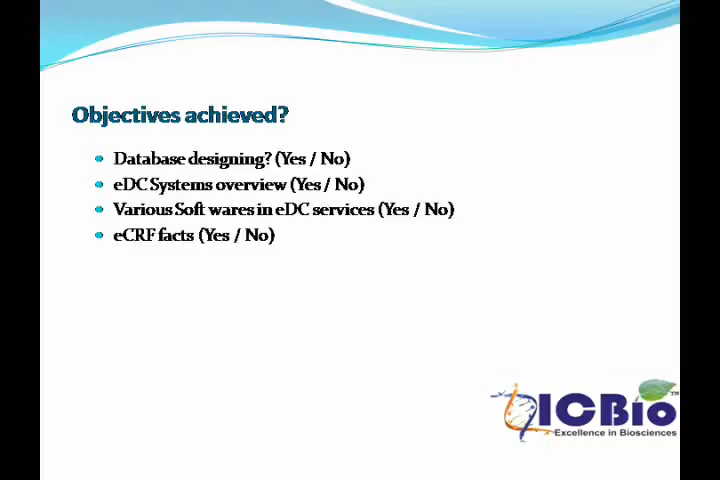 Objectives achieved?
Database designing? (Yes / No)
eDC Systems overview (Yes / No)
Various Soft wares in eDC services (Yes / No)
eCRF facts (Yes / No)
ICBio TM
Excellence in Biosciences